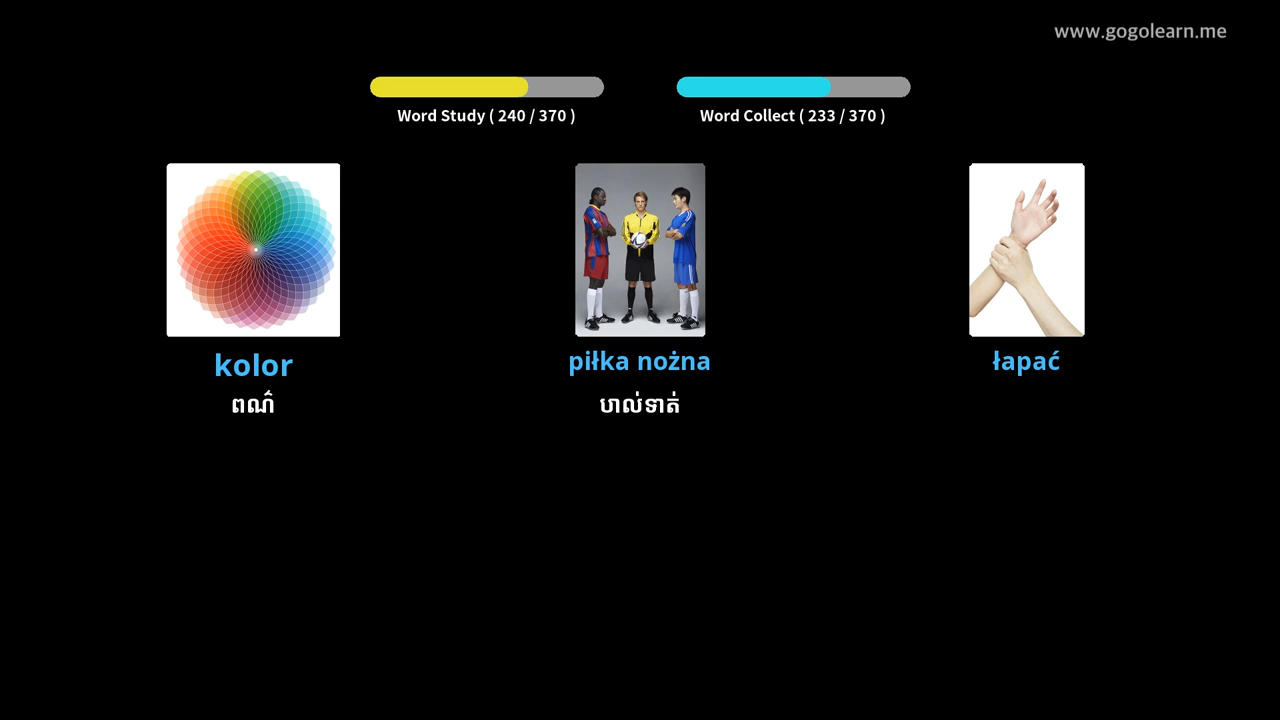 www.gogolearn.me
Word Study ( 240 / 370 )
Word Collect ( 233 / 370 )
kolor
ពណ៌
piłka nożna
បាល់ទាត់
łapać